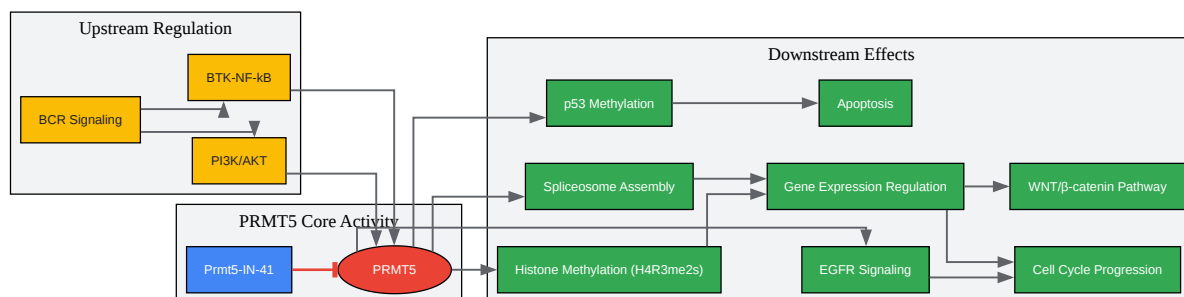 Upstream Regulation
BTK-NF-kB
BCR Signaling
PI3K/AKT
PRMT5 Core Activity
Prmt5-IN-41
PRMT5
Downstream Effects
p53 Methylation
Apoptosis
Spliceosome Assembly
Gene Expression Regulation
WNT/β-catenin Pathway
Histone Methylation (H4R3me2s)
EGFR Signaling
Cell Cycle Progression